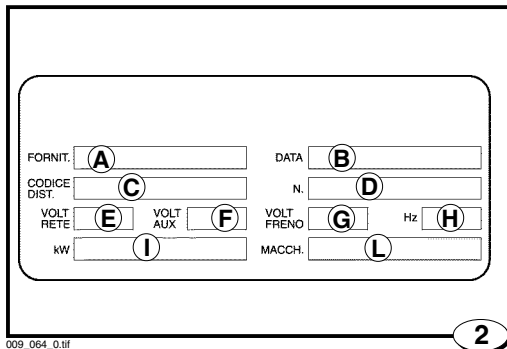 FORNIT. A DATA B
CODICE DIST. C N. D
VOLT RETE E VOLT AUX F VOLT FRENO G Hz H
kW I MACCH. L
2
009_064_0.tif